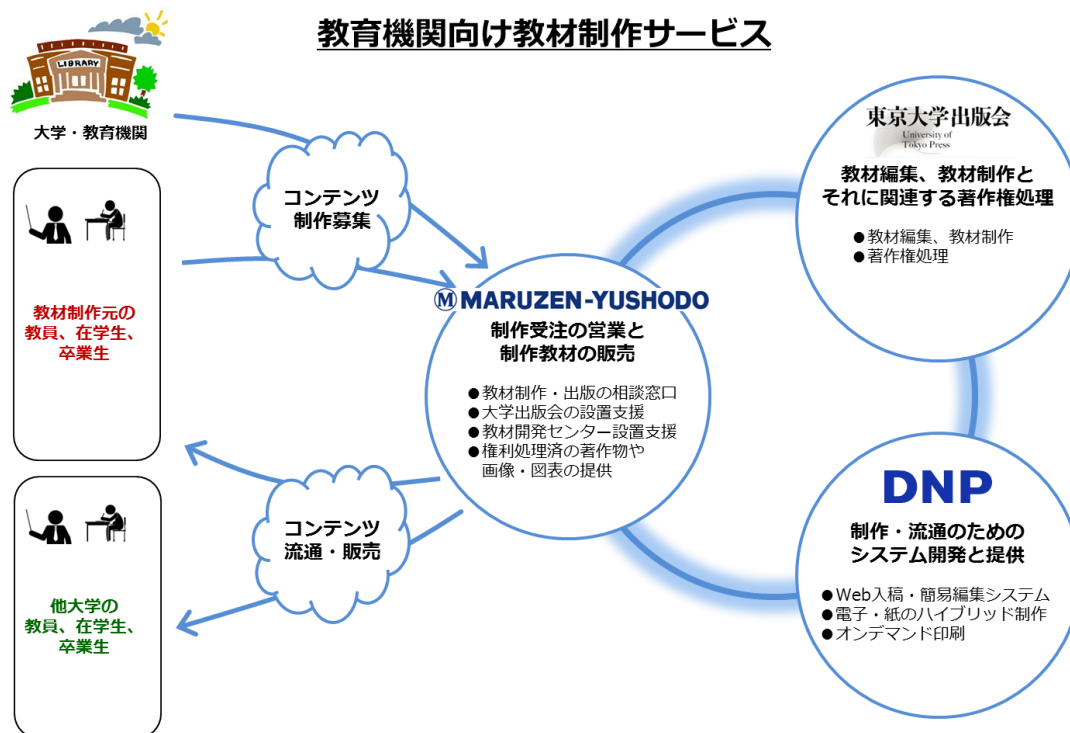 教育機関向け教材制作サービス
LIBRARY
大学・教育機関
教材制作元の
教員、在学生、
卒業生
他大学の
教員、在学生、
卒業生
コンテンツ
制作募集
コンテンツ
流通・販売
Ⓜ MARUZEN-YUSHODO
制作受注の営業と
制作教材の販売
●教材制作・出版の相談窓口
●大学出版会の設置支援
●教材開発センター設置支援
●権利処理済の著作物や
画像・図表の提供
東京大学出版会
University of
Tokyo Press
教材編集、教材制作と
それに関連する著作権処理
●教材編集、教材制作
●著作権処理
DNP
制作・流通のための
システム開発と提供
●Web入稿・簡易編集システム
●電子・紙のハイブリッド制作
●オンデマンド印刷